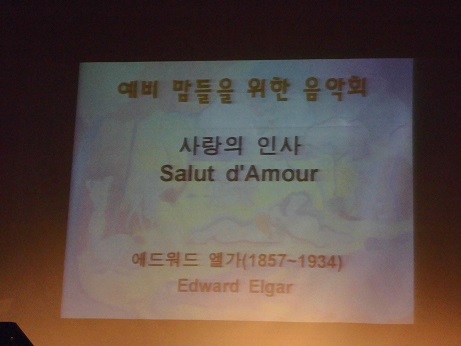 예비 맘들을 위한 음악회
사랑의 인사
Salut d'Amour
에드워드 엘가(1857~1934)
Edward Elgar